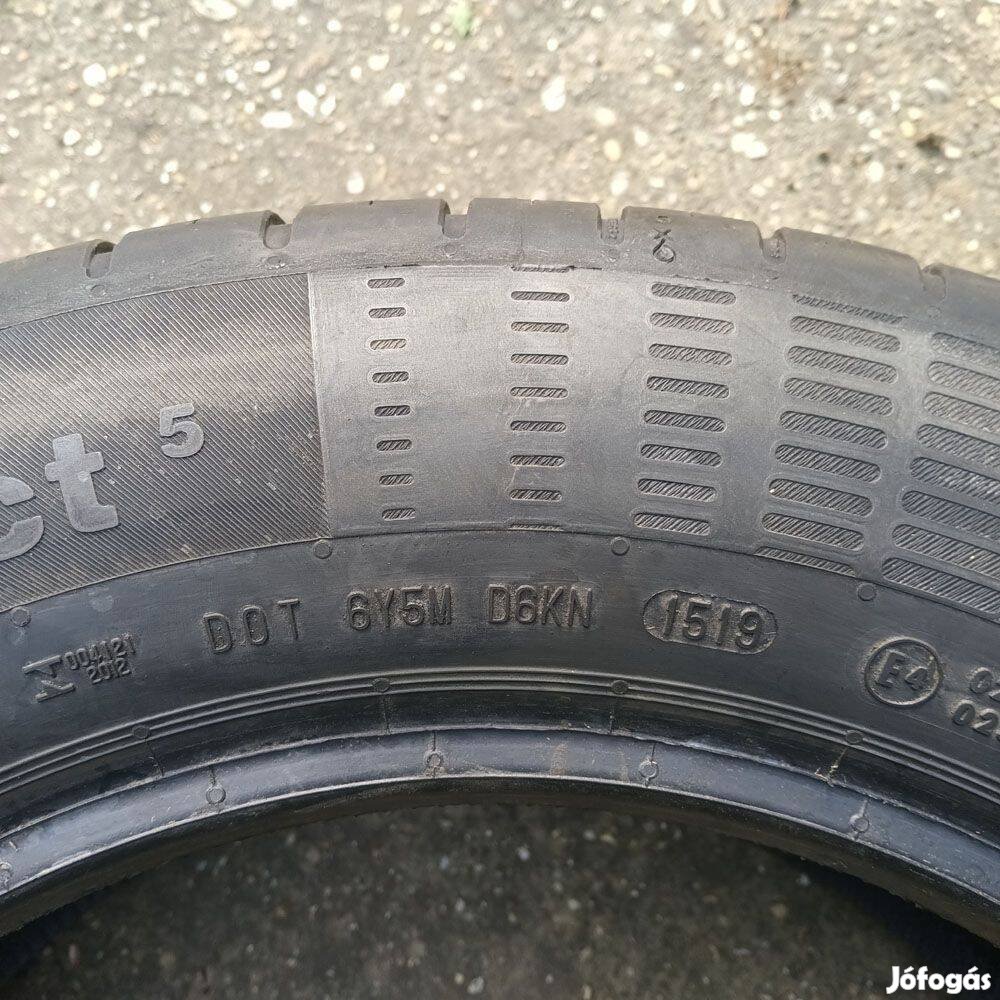 ct 5
DOT 6Y5M D6KN 1519
004121
2012
E4
Jófogás